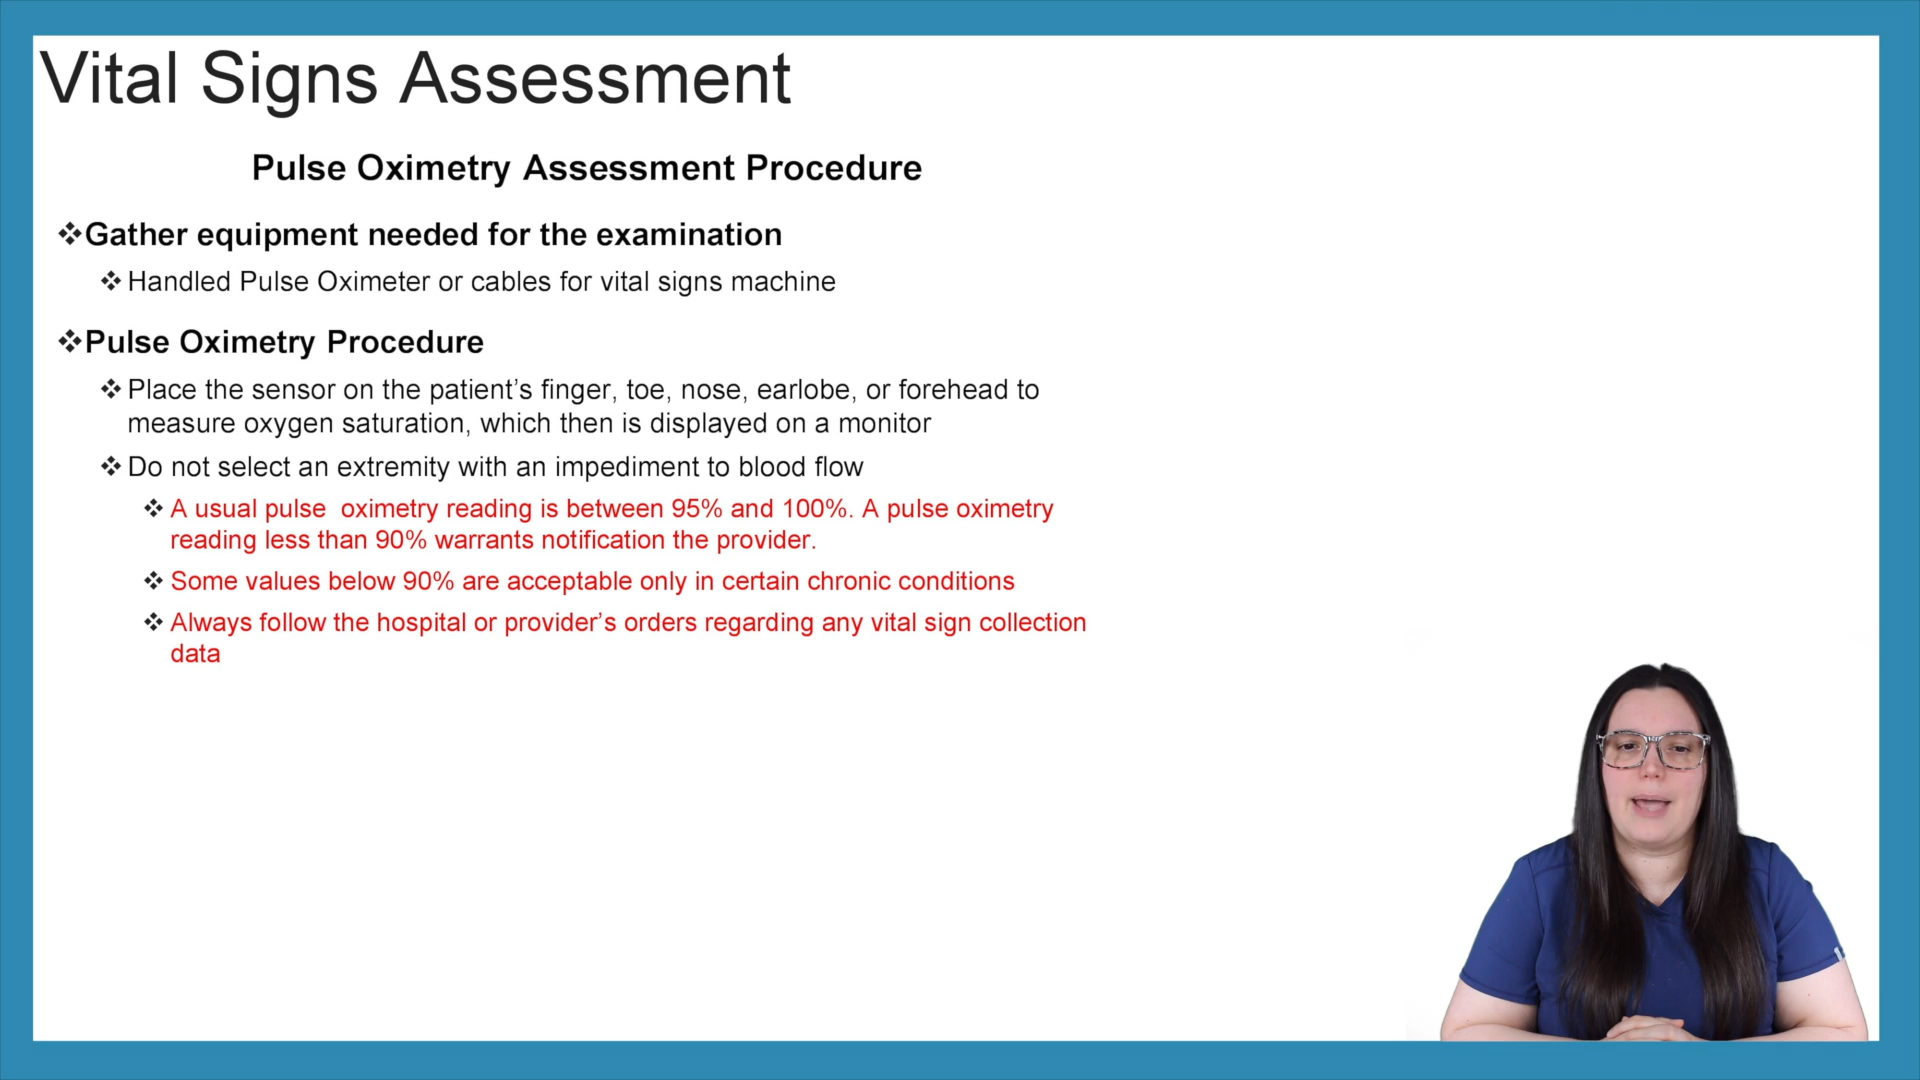 Vital Signs Assessment
Pulse Oximetry Assessment Procedure
❖Gather equipment needed for the examination
❖Handled Pulse Oximeter or cables for vital signs machine
❖Pulse Oximetry Procedure
❖Place the sensor on the patient’s finger, toe, nose, earlobe, or forehead to
measure oxygen saturation, which then is displayed on a monitor
❖Do not select an extremity with an impediment to blood flow
❖ A usual pulse  oximetry reading is between 95% and 100%. A pulse oximetry
reading less than 90% warrants notification the provider.
❖ Some values below 90% are acceptable only in certain chronic conditions
❖ Always follow the hospital or provider’s orders regarding any vital sign collection
data